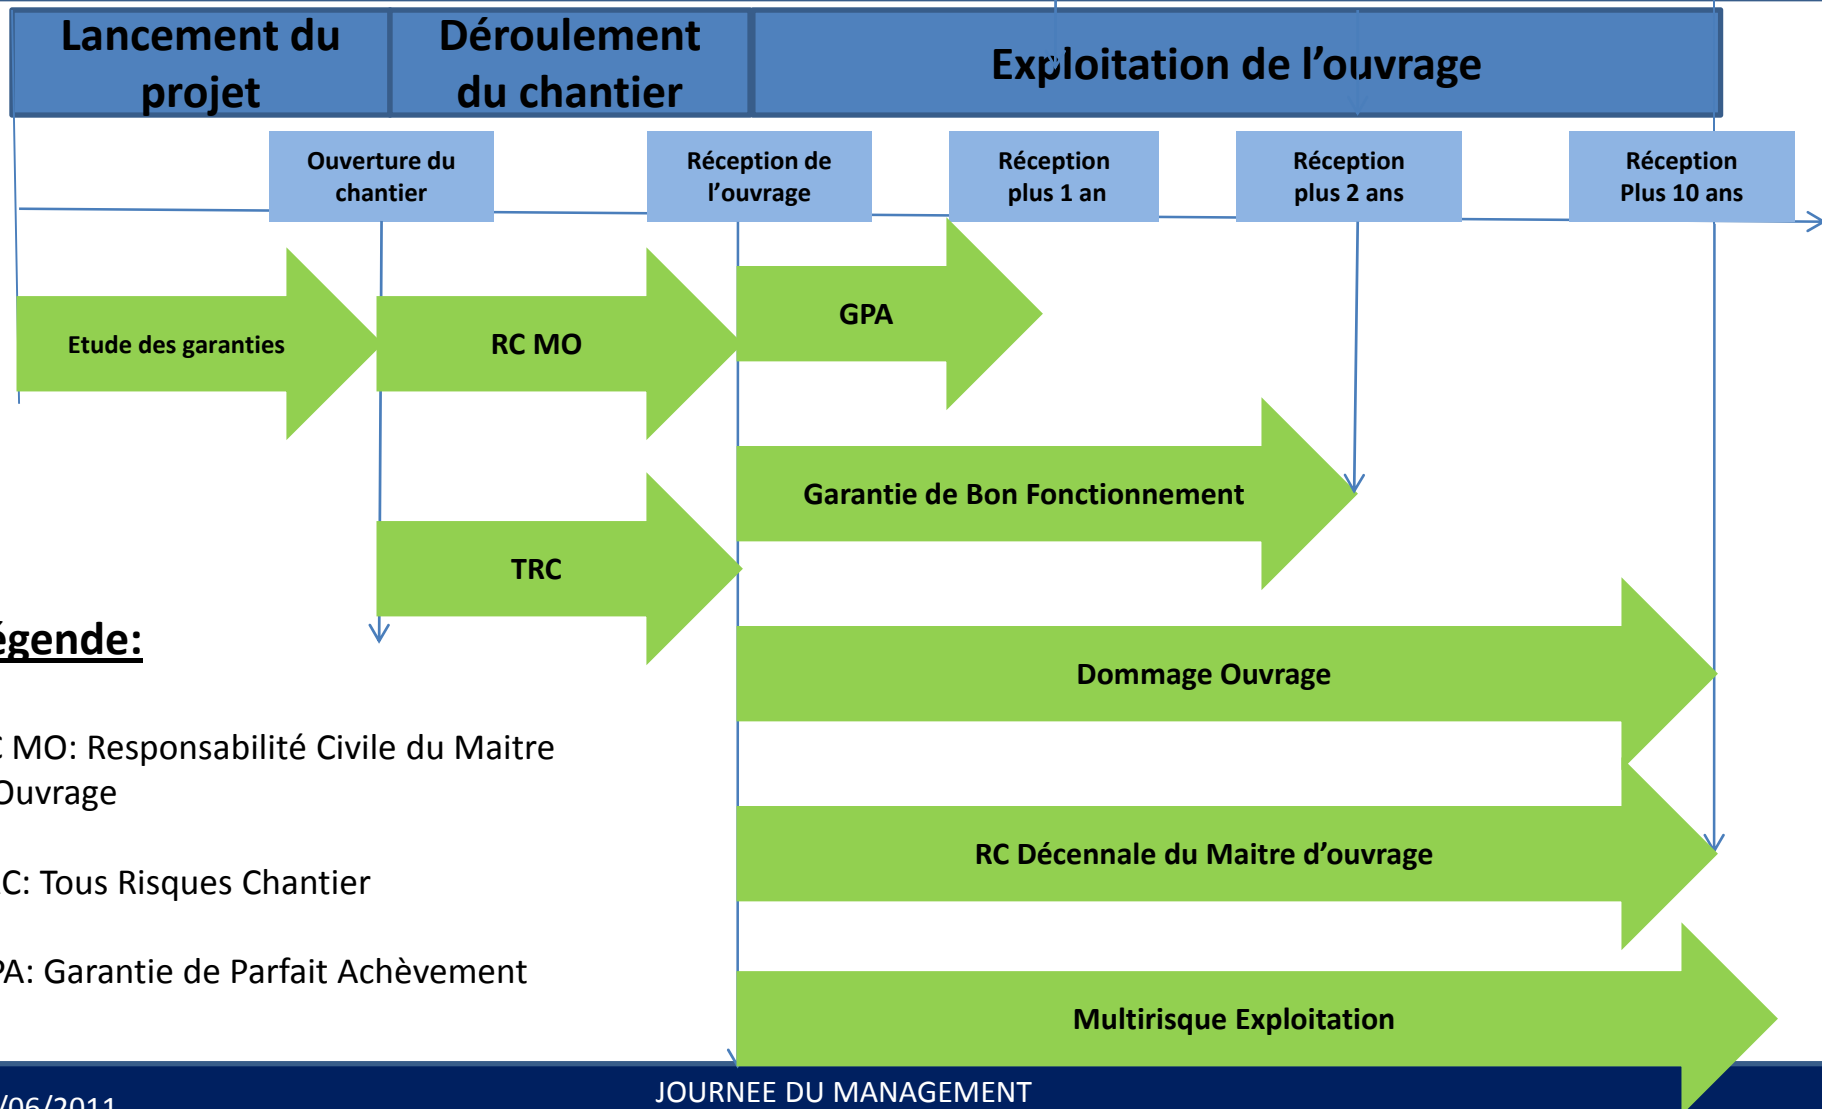 Lancement du
projet
Déroulement
du chantier
Exploitation de l’ouvrage
Ouverture du
chantier
Réception de
l’ouvrage
Réception
plus 1 an
Réception
plus 2 ans
Réception
Plus 10 ans
Etude des garanties
RC MO
GPA
Garantie de Bon Fonctionnement
TRC
Dommage Ouvrage
RC Décennale du Maitre d’ouvrage
Multirisque Exploitation
égende:
C MO: Responsabilité Civile du Maitre
Ouvrage
C: Tous Risques Chantier
PA: Garantie de Parfait Achèvement
/06/2011
JOURNEE DU MANAGEMENT